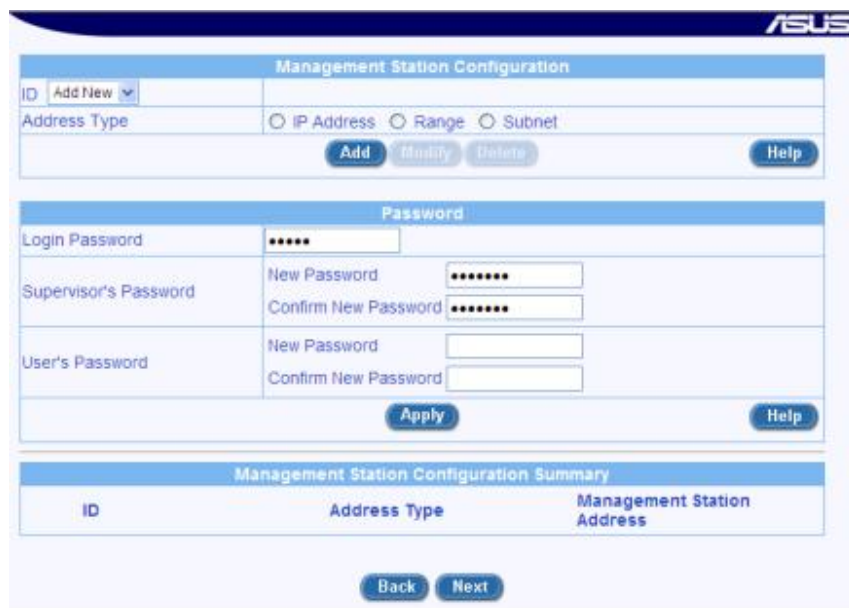 ASUS
Management Station Configuration
ID Add New
Address Type IP Address Range Subnet
Add Modify Delete Help
Password
Login Password •••••
Supervisor's Password
New Password •••••••
Confirm New Password •••••••
User's Password
New Password
Confirm New Password
Apply Help
Management Station Configuration Summary
ID Address Type Management Station Address
Back Next